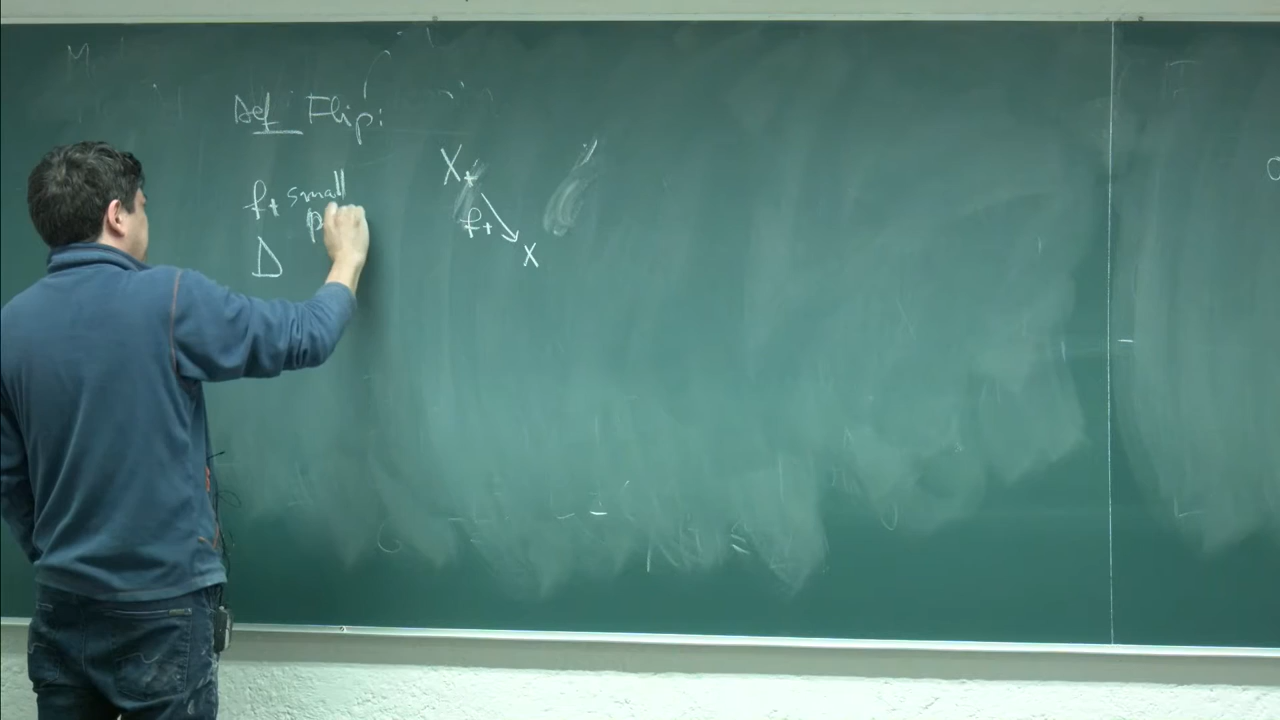 Def Flip:
X₊
f₊ small
p
f₊
Δ
X